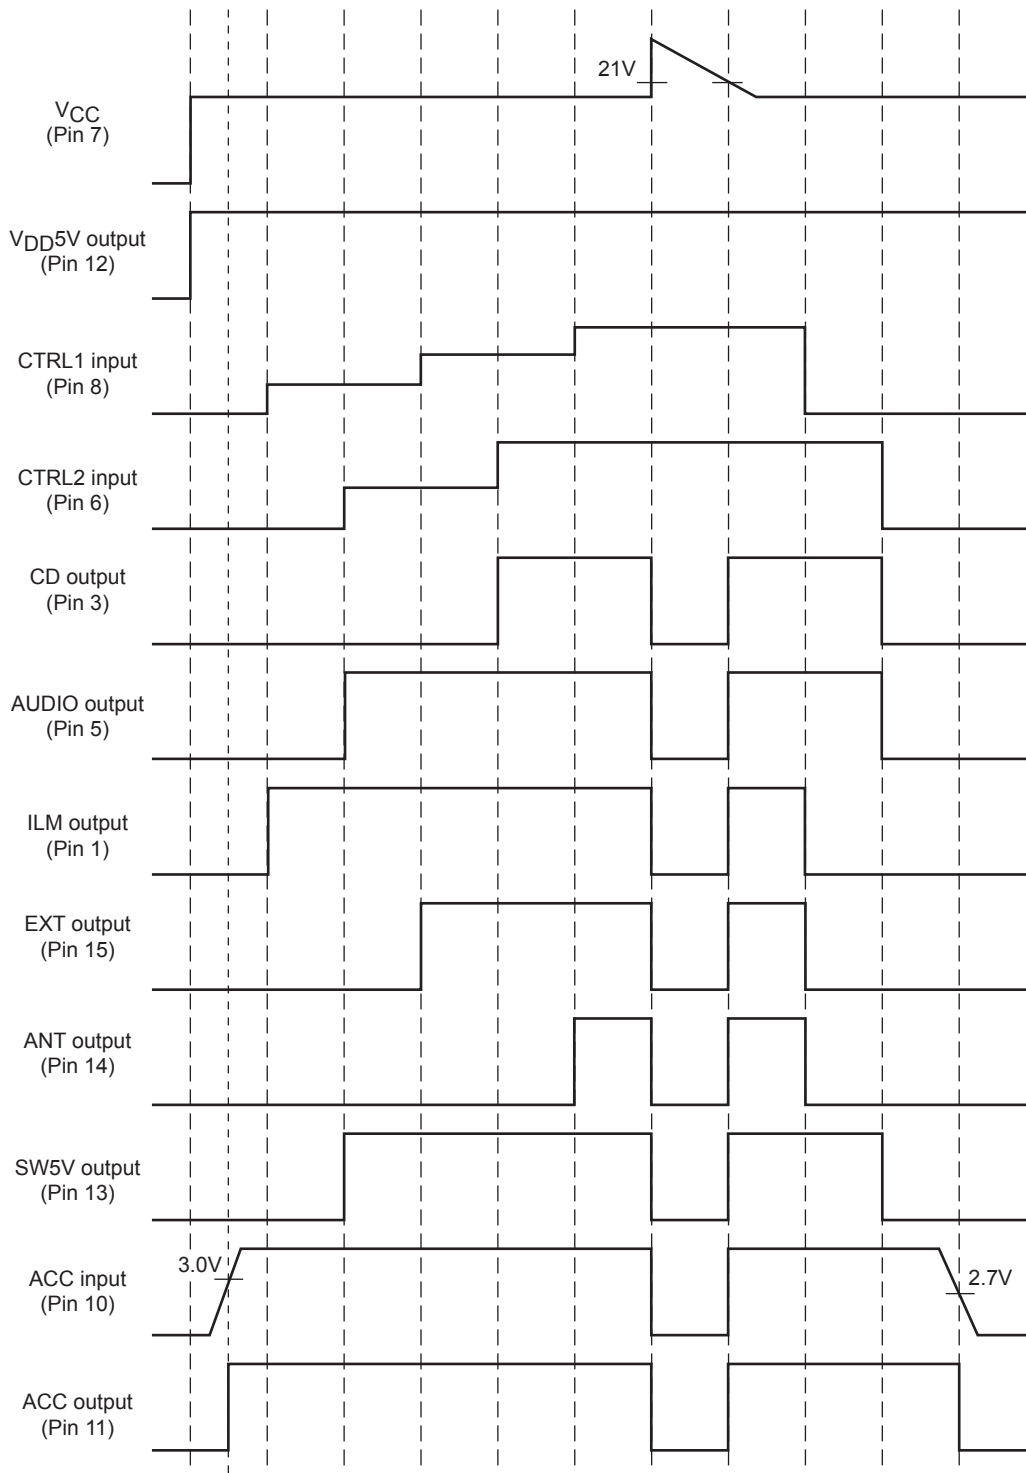 21V
VCC
(Pin 7)
VDD5V output
(Pin 12)
CTRL1 input
(Pin 8)
CTRL2 input
(Pin 6)
CD output
(Pin 3)
AUDIO output
(Pin 5)
ILM output
(Pin 1)
EXT output
(Pin 15)
ANT output
(Pin 14)
SW5V output
(Pin 13)
3.0V
ACC input
(Pin 10)
2.7V
ACC output
(Pin 11)